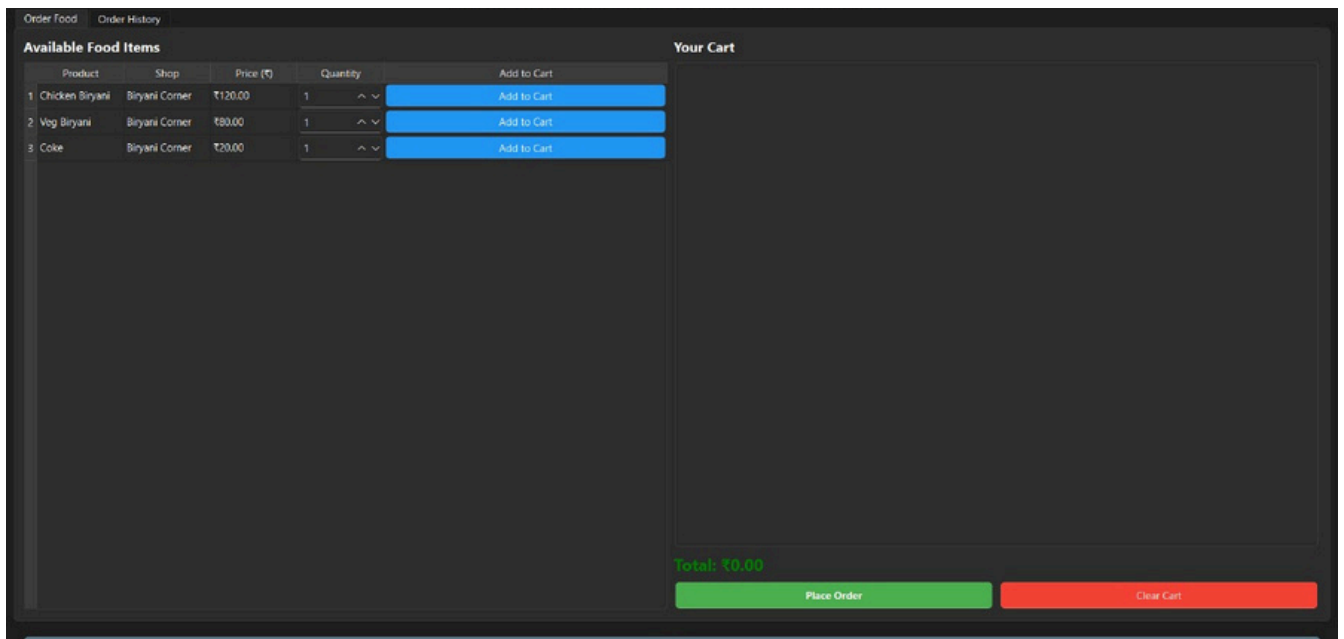 Order Food Order History
Available Food Items
Product Shop Price (₹) Quantity Add to Cart
1 Chicken Biryani Biryani Corner ₹120.00 1 Add to Cart
2 Veg Biryani Biryani Corner ₹80.00 1 Add to Cart
3 Coke Biryani Corner ₹20.00 1 Add to Cart
Your Cart
Total: ₹0.00
Place Order Clear Cart